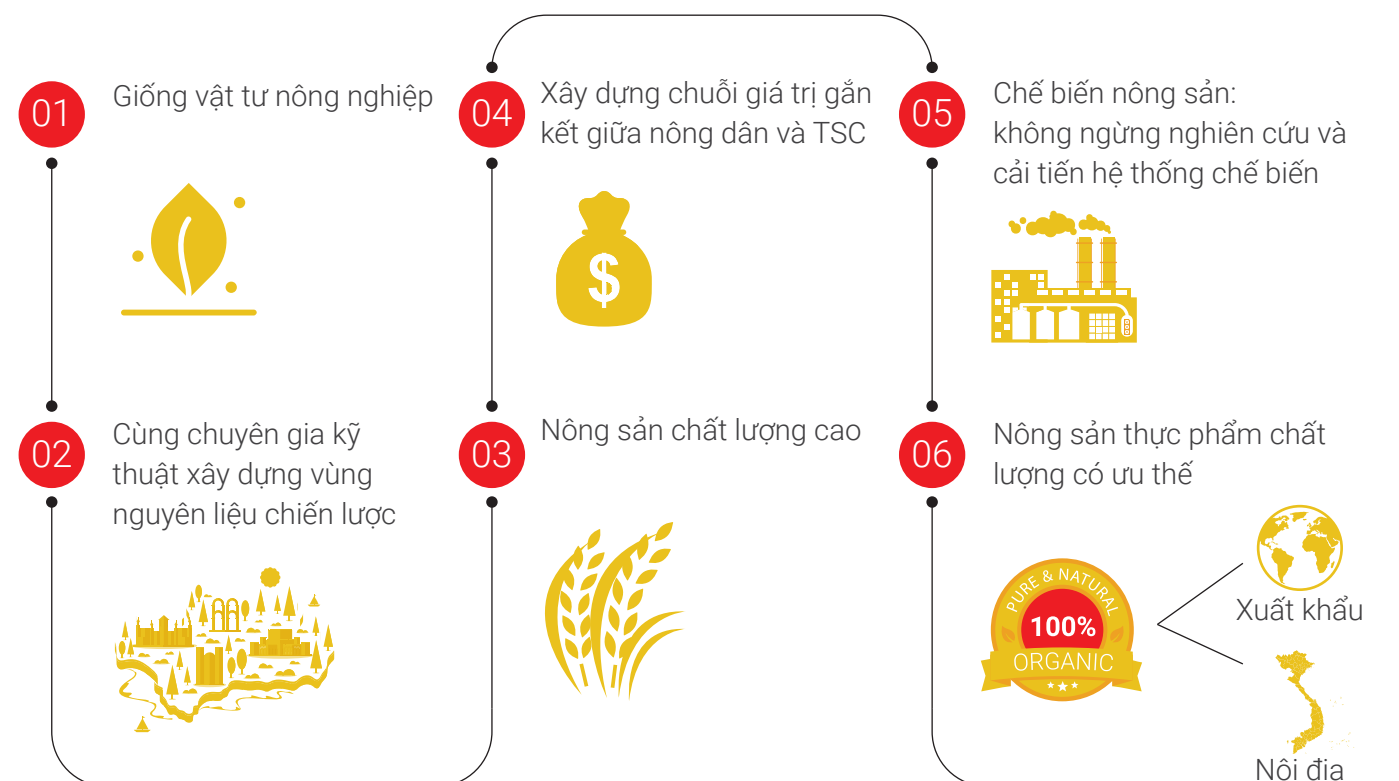 01
Giống vật tư nông nghiệp
02
Cùng chuyên gia kỹ
thuật xây dựng vùng
nguyên liệu chiến lược
03
Nông sản chất lượng cao
04
Xây dựng chuỗi giá trị gắn
kết giữa nông dân và TSC
$
05
Chế biến nông sản:
không ngừng nghiên cứu và
cải tiến hệ thống chế biến
06
Nông sản thực phẩm chất
lượng có ưu thế
PURE & NATURAL
100%
ORGANIC
Xuất khẩu
Nội địa